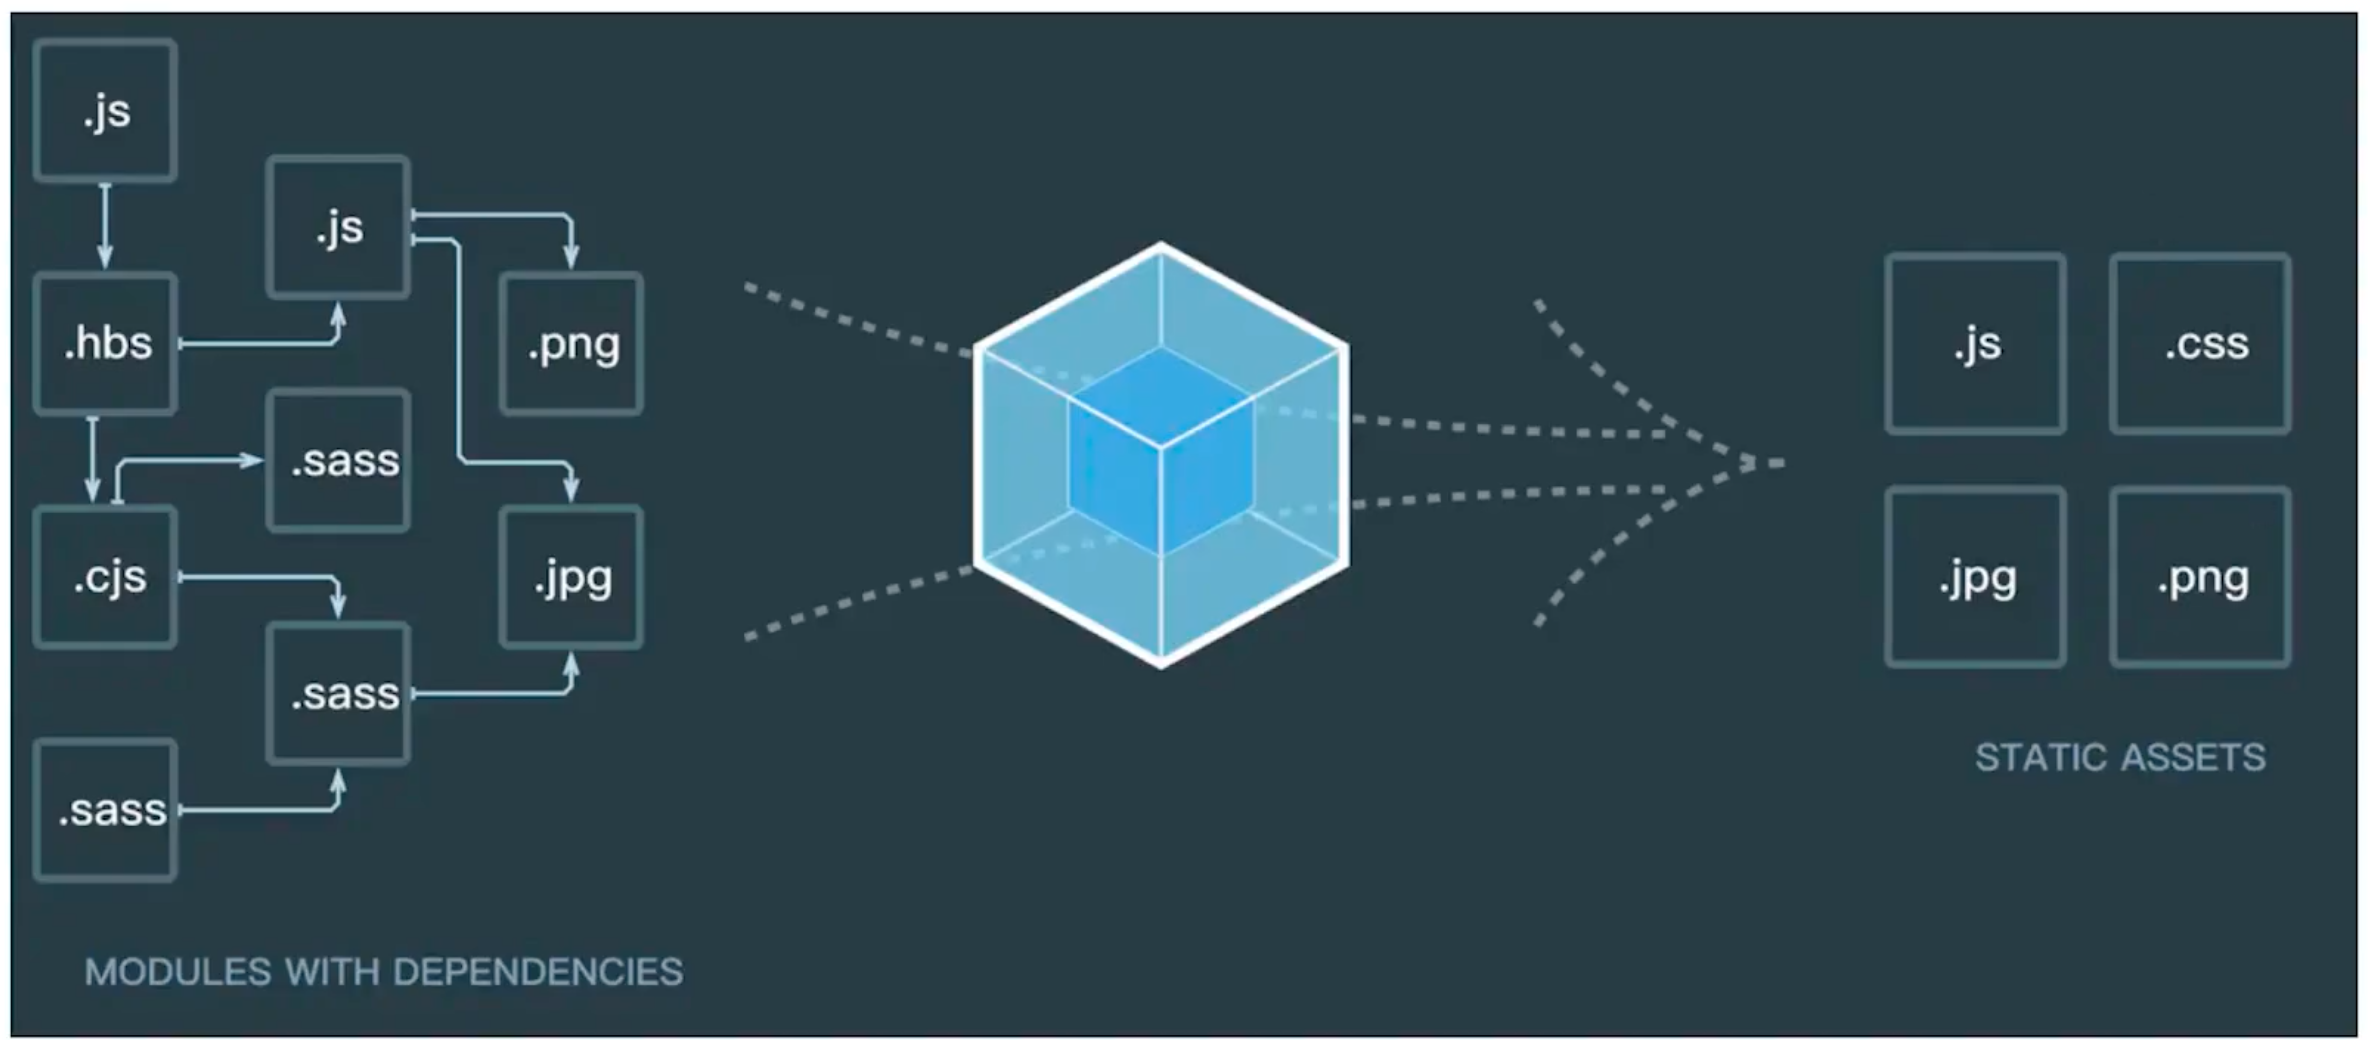 .js
.js
.hbs
.png
.sass
.cjs
.jpg
.sass
.sass
MODULES WITH DEPENDENCIES
.js
.css
.jpg
.png
STATIC ASSETS